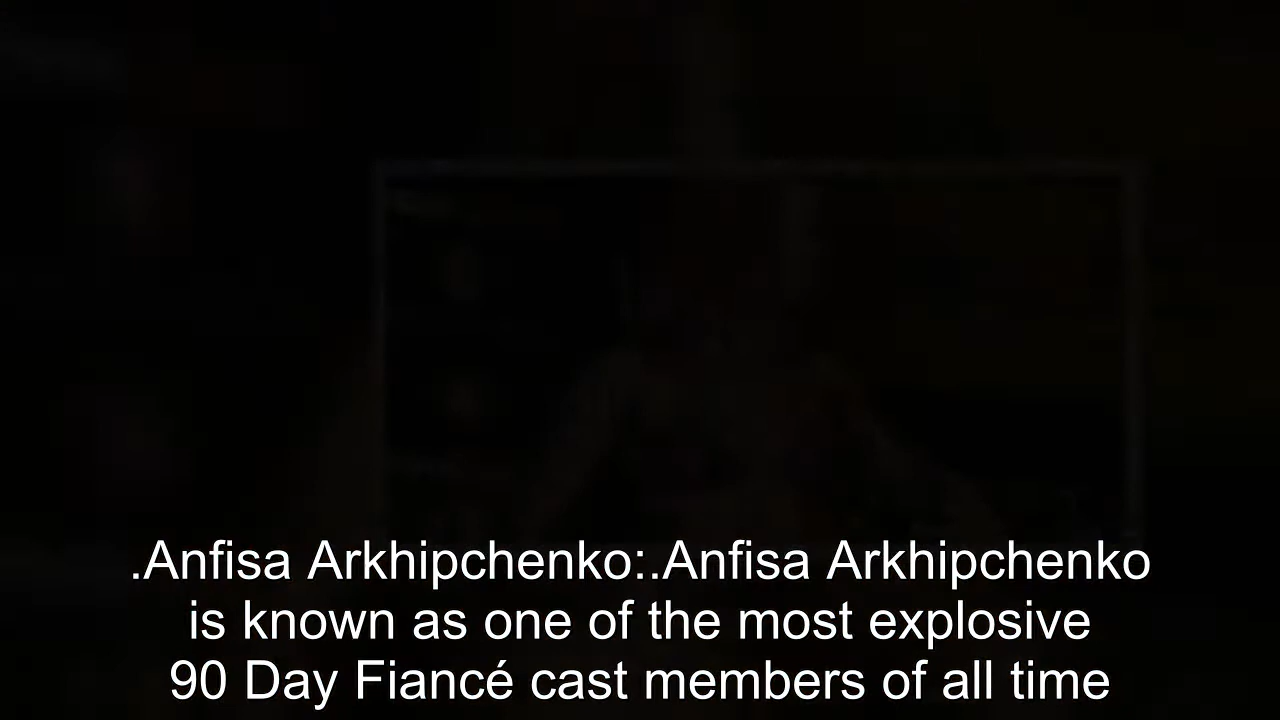 .Anfisa Arkhipchenko:.Anfisa Arkhipchenko
is known as one of the most explosive
90 Day Fiancé cast members of all time